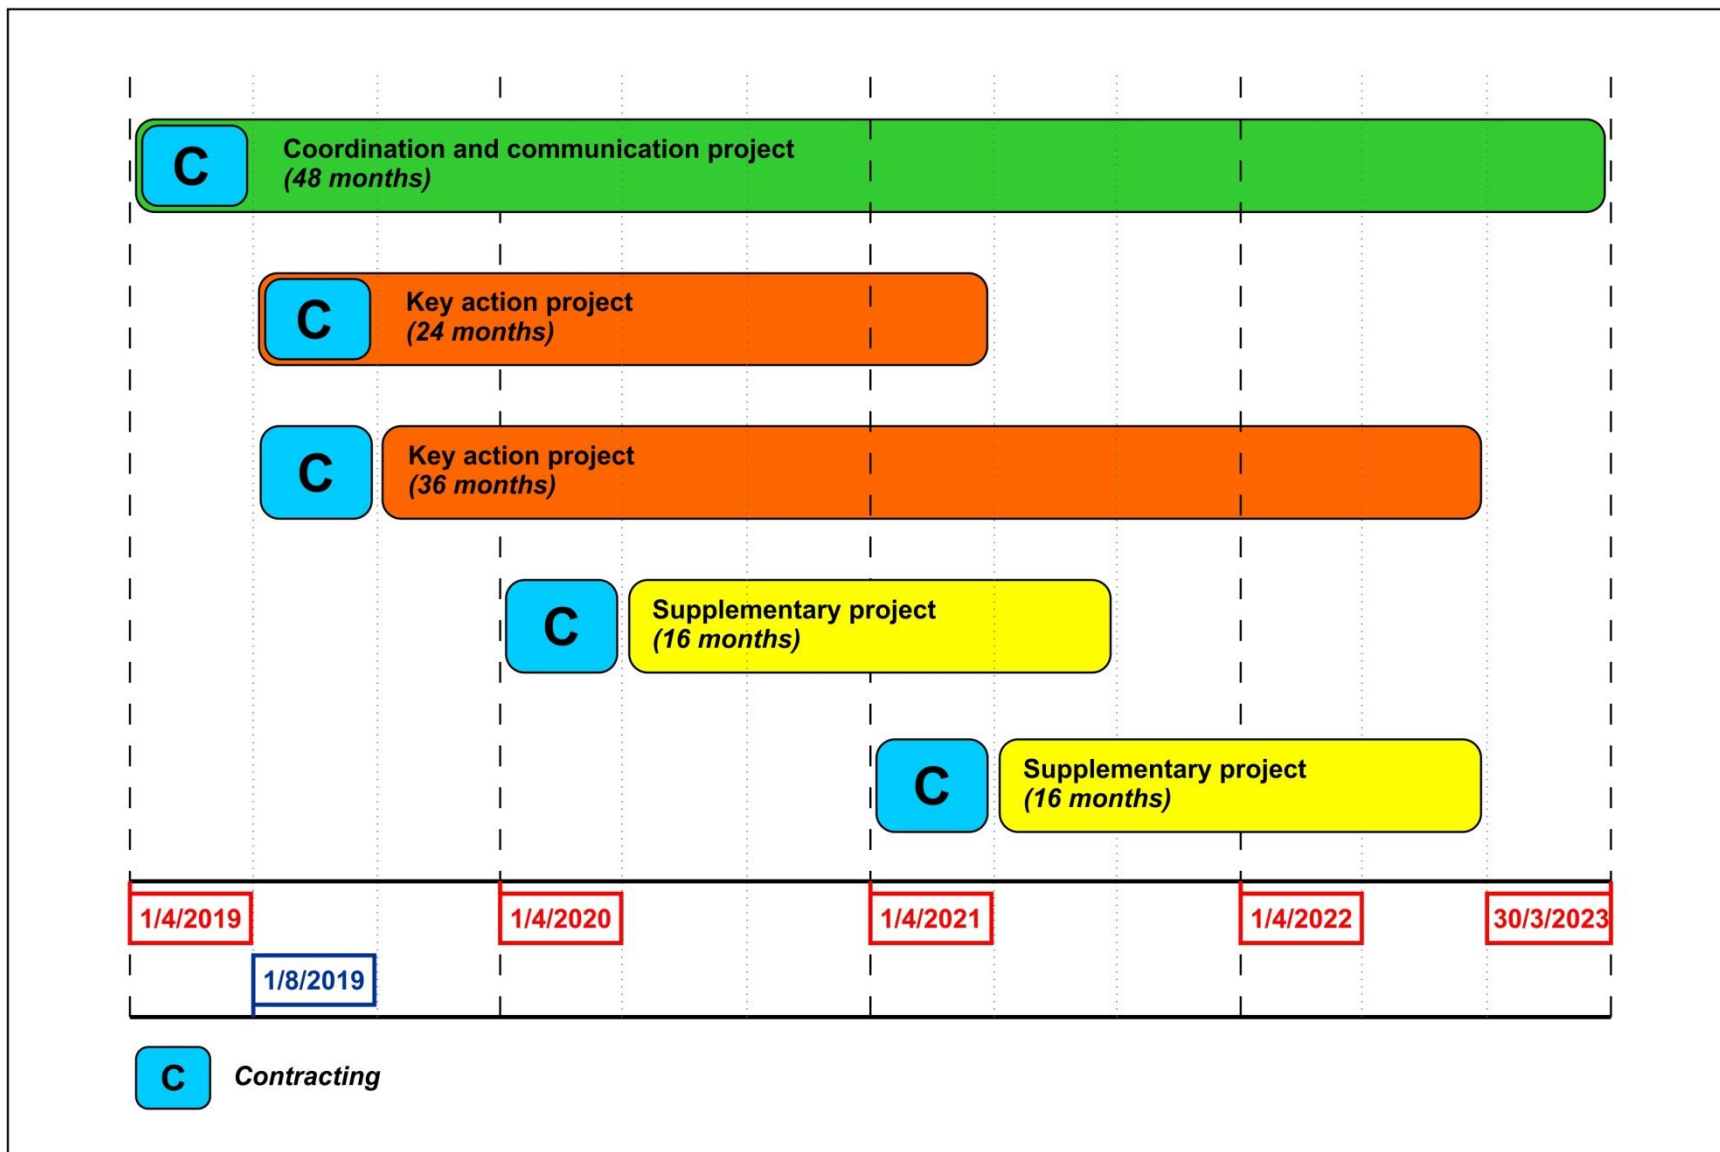 C
Coordination and communication project
(48 months)
C
Key action project
(24 months)
C
Key action project
(36 months)
C
Supplementary project
(16 months)
C
Supplementary project
(16 months)
1/4/2019
1/4/2020
1/4/2021
1/4/2022
30/3/2023
1/8/2019
C
Contracting